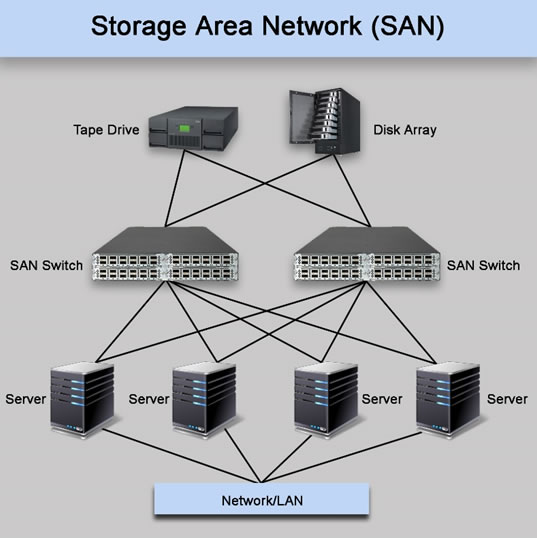 Storage Area Network (SAN)
Tape Drive
Disk Array
SAN Switch
SAN Switch
Server
Server
Server
Server
Network/LAN